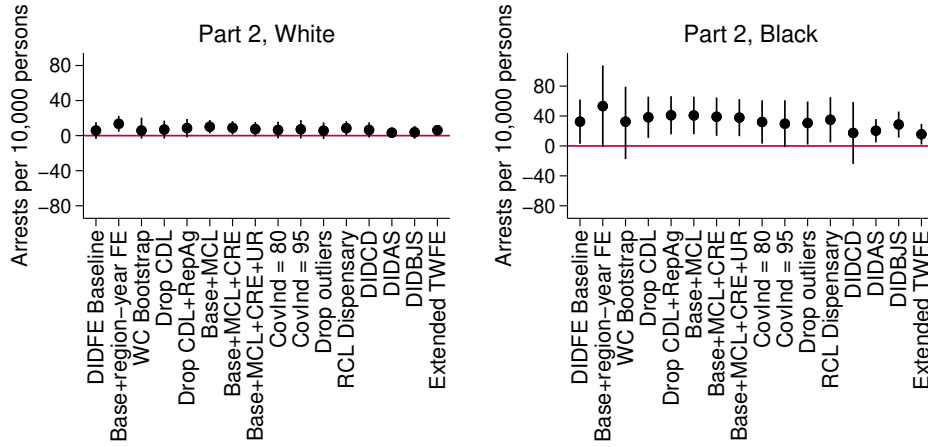 Part 2, White
Arrests per 10,000 persons
80
40
0
−40
−80
DIDFE Baseline
Base+region−year FE
WC Bootstrap
Drop CDL
Drop CDL+RepAg
Base+MCL
Base+MCL+CRE
Base+MCL+CRE+UR
CovInd = 80
CovInd = 95
Drop outliers
RCL Dispensary
DIDCD
DIDAS
DIDBJS
Extended TWFE
Part 2, Black
Arrests per 10,000 persons
80
40
0
−40
−80
DIDFE Baseline
Base+region−year FE
WC Bootstrap
Drop CDL
Drop CDL+RepAg
Base+MCL
Base+MCL+CRE
Base+MCL+CRE+UR
CovInd = 80
CovInd = 95
Drop outliers
RCL Dispensary
DIDCD
DIDAS
DIDBJS
Extended TWFE